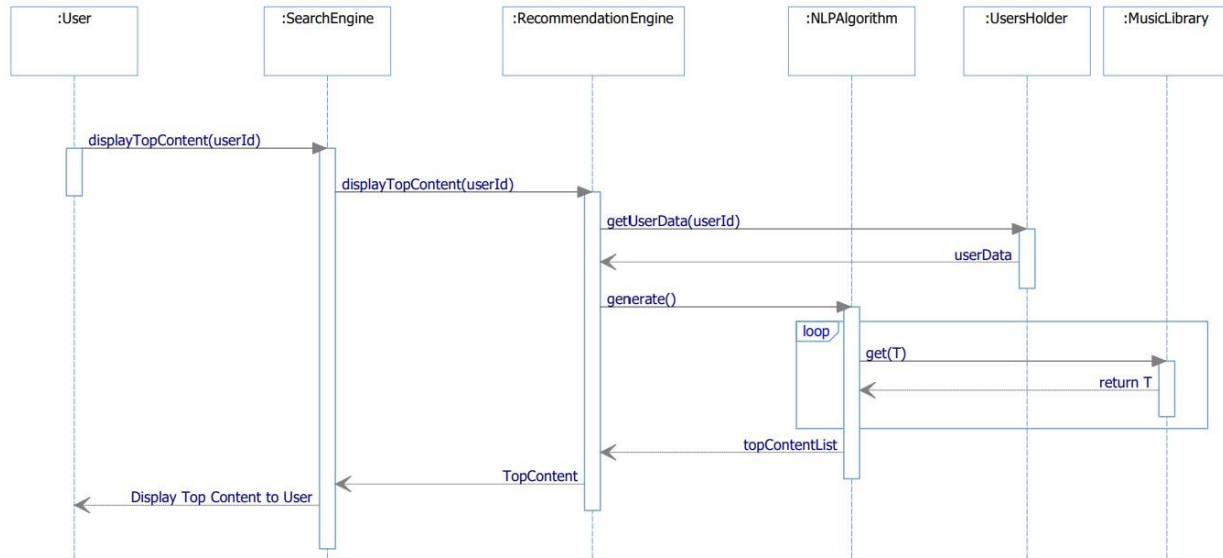 :User
:SearchEngine
:RecommendationEngine
:NLPAlgorithm
:UsersHolder
:MusicLibrary
displayTopContent(userId)
displayTopContent(userId)
getUserData(userId)
userData
generate()
loop
get(T)
return T
topContentList
TopContent
Display Top Content to User